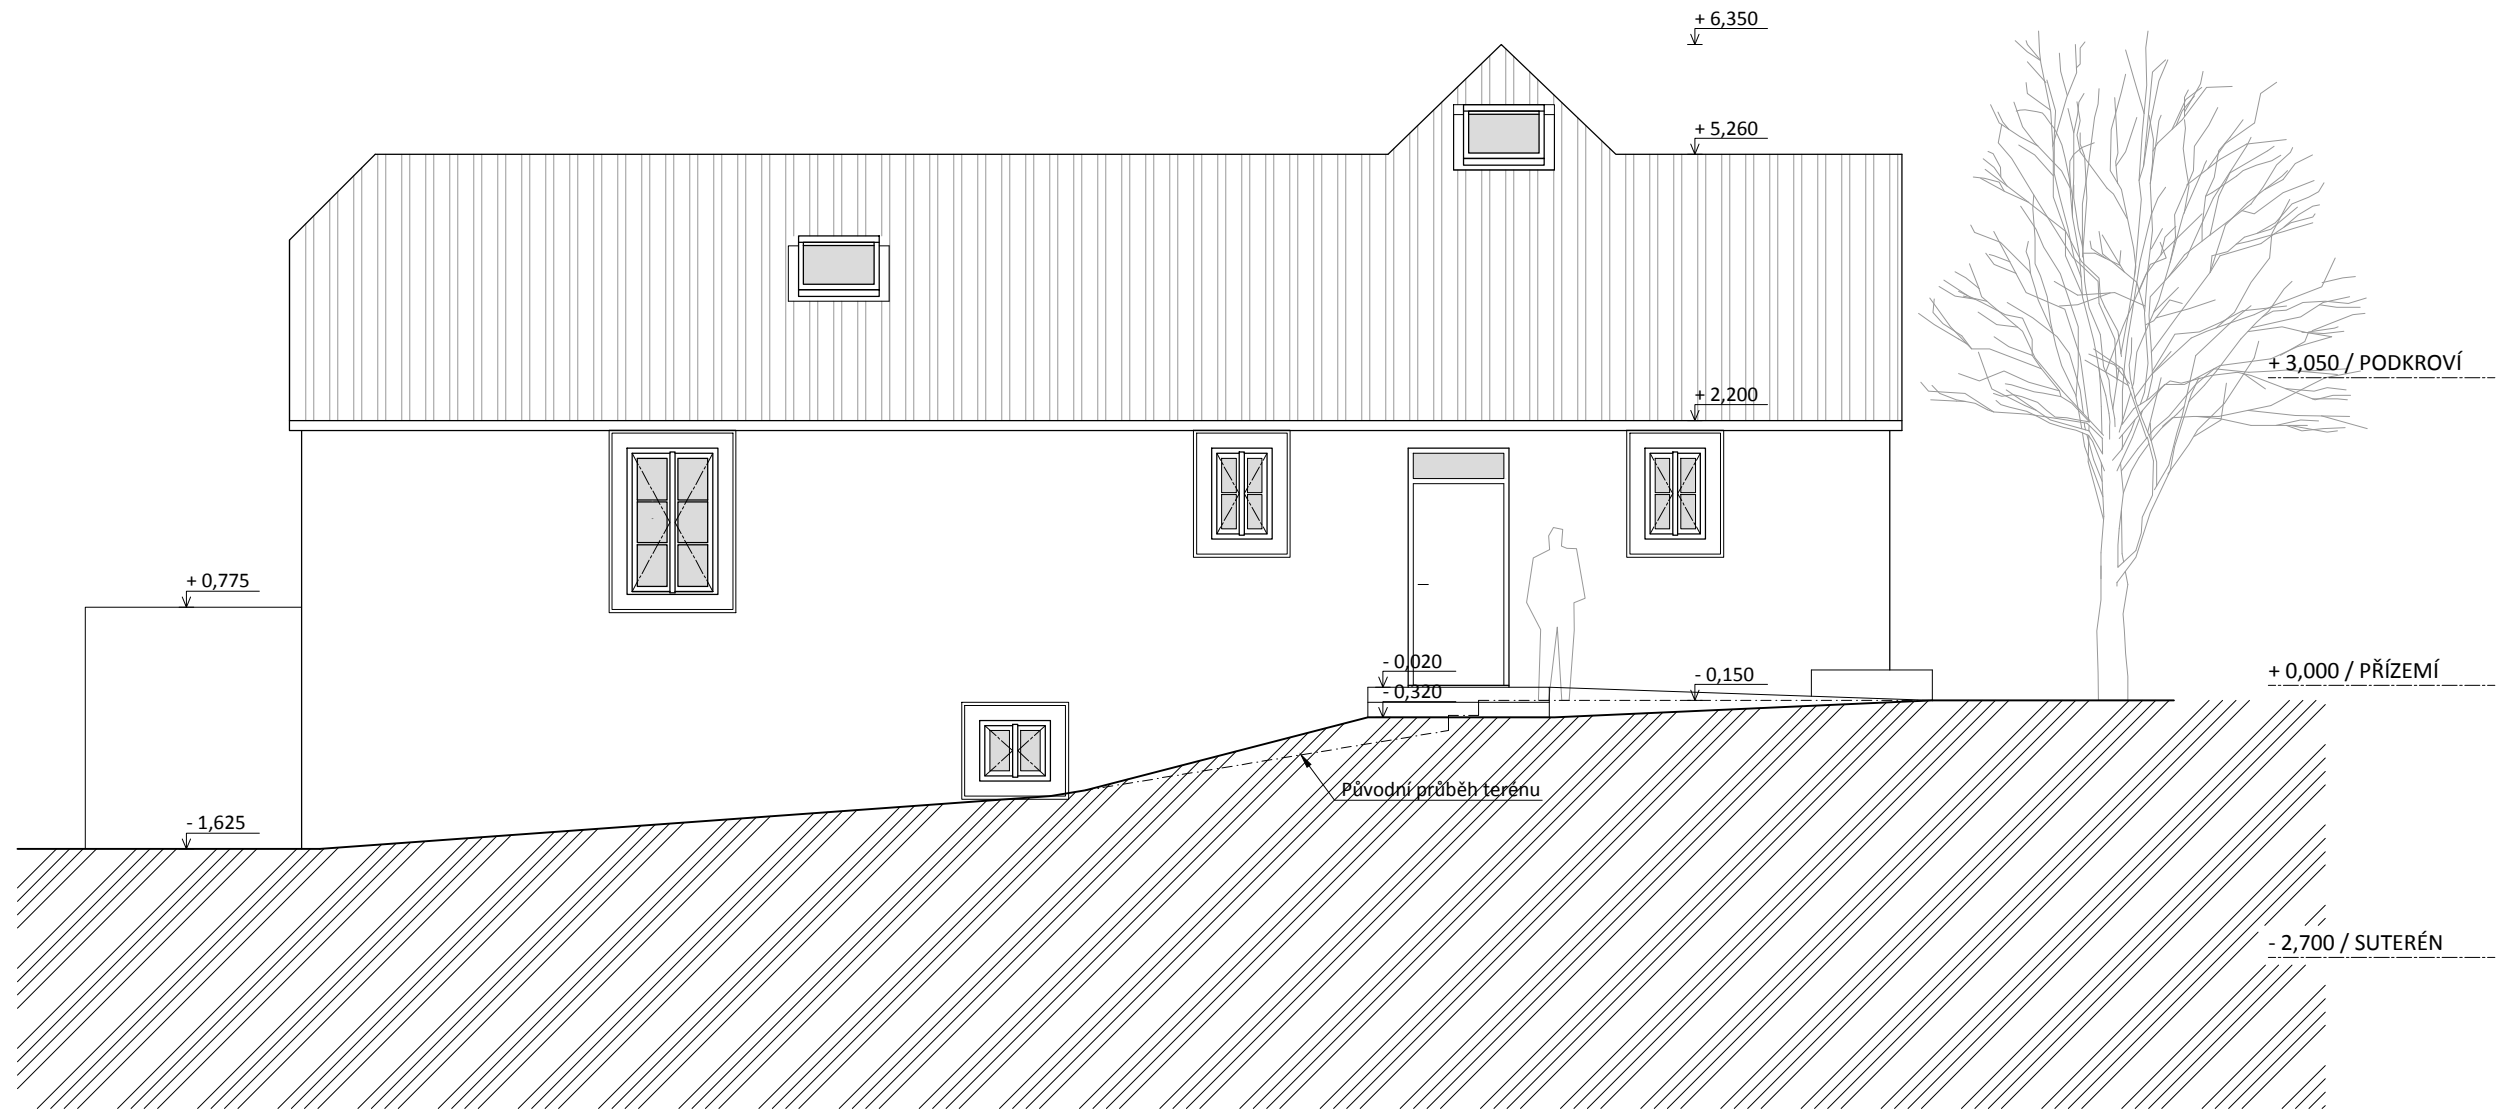 + 6,350
+ 5,260
+ 3,050 / PODKROVÍ
+ 2,200
+ 0,775
- 0,020
+ 0,000 / PŘÍZEMÍ
- 0,150
- 0,320
Původní průběh terénu
- 1,625
- 2,700 / SUTERÉN